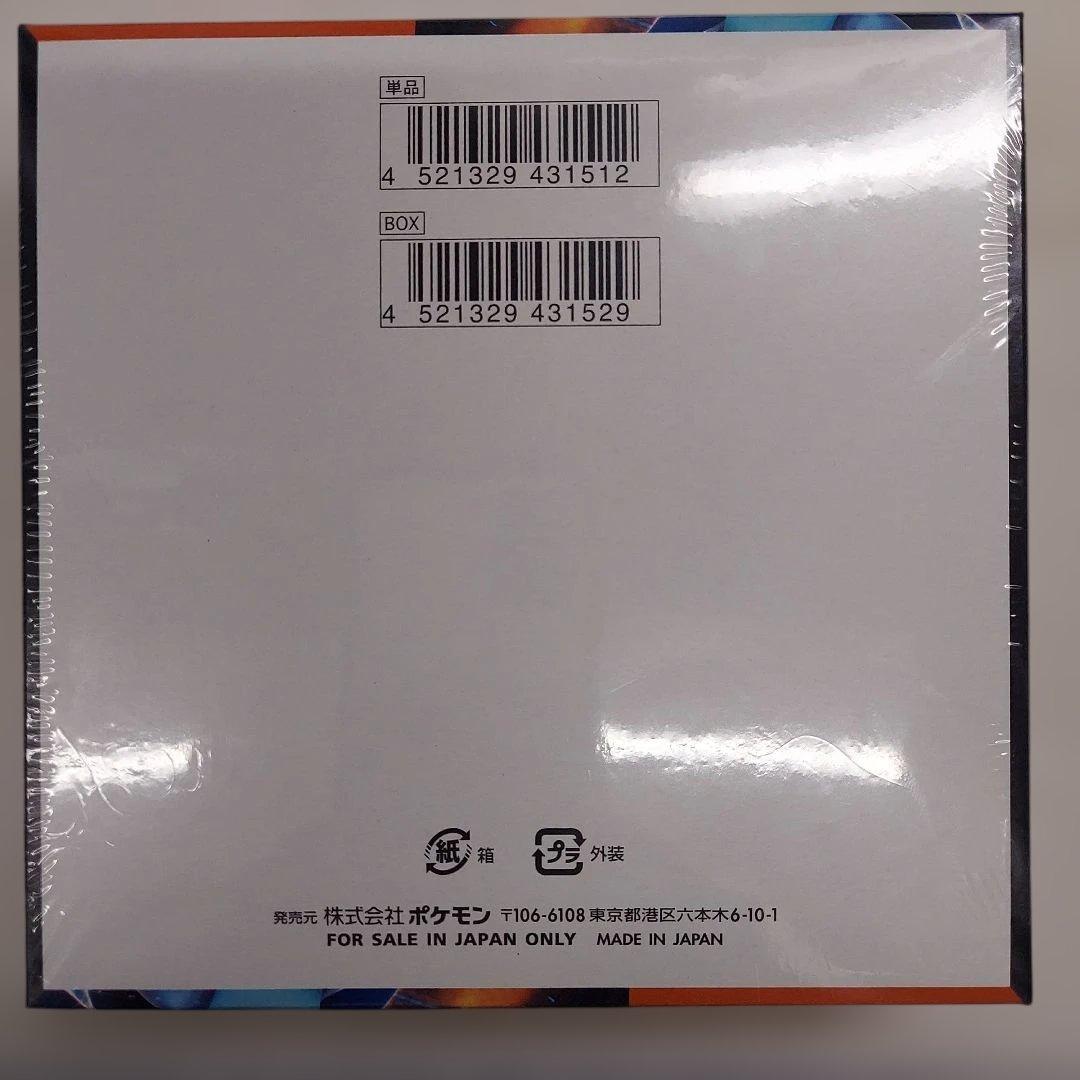 単品
4 521329 431512
BOX
4 521329 431529
紙 箱 プラ 外装
発売元 株式会社ポケモン 〒106-6108 東京都港区六本木6-10-1
FOR SALE IN JAPAN ONLY MADE IN JAPAN